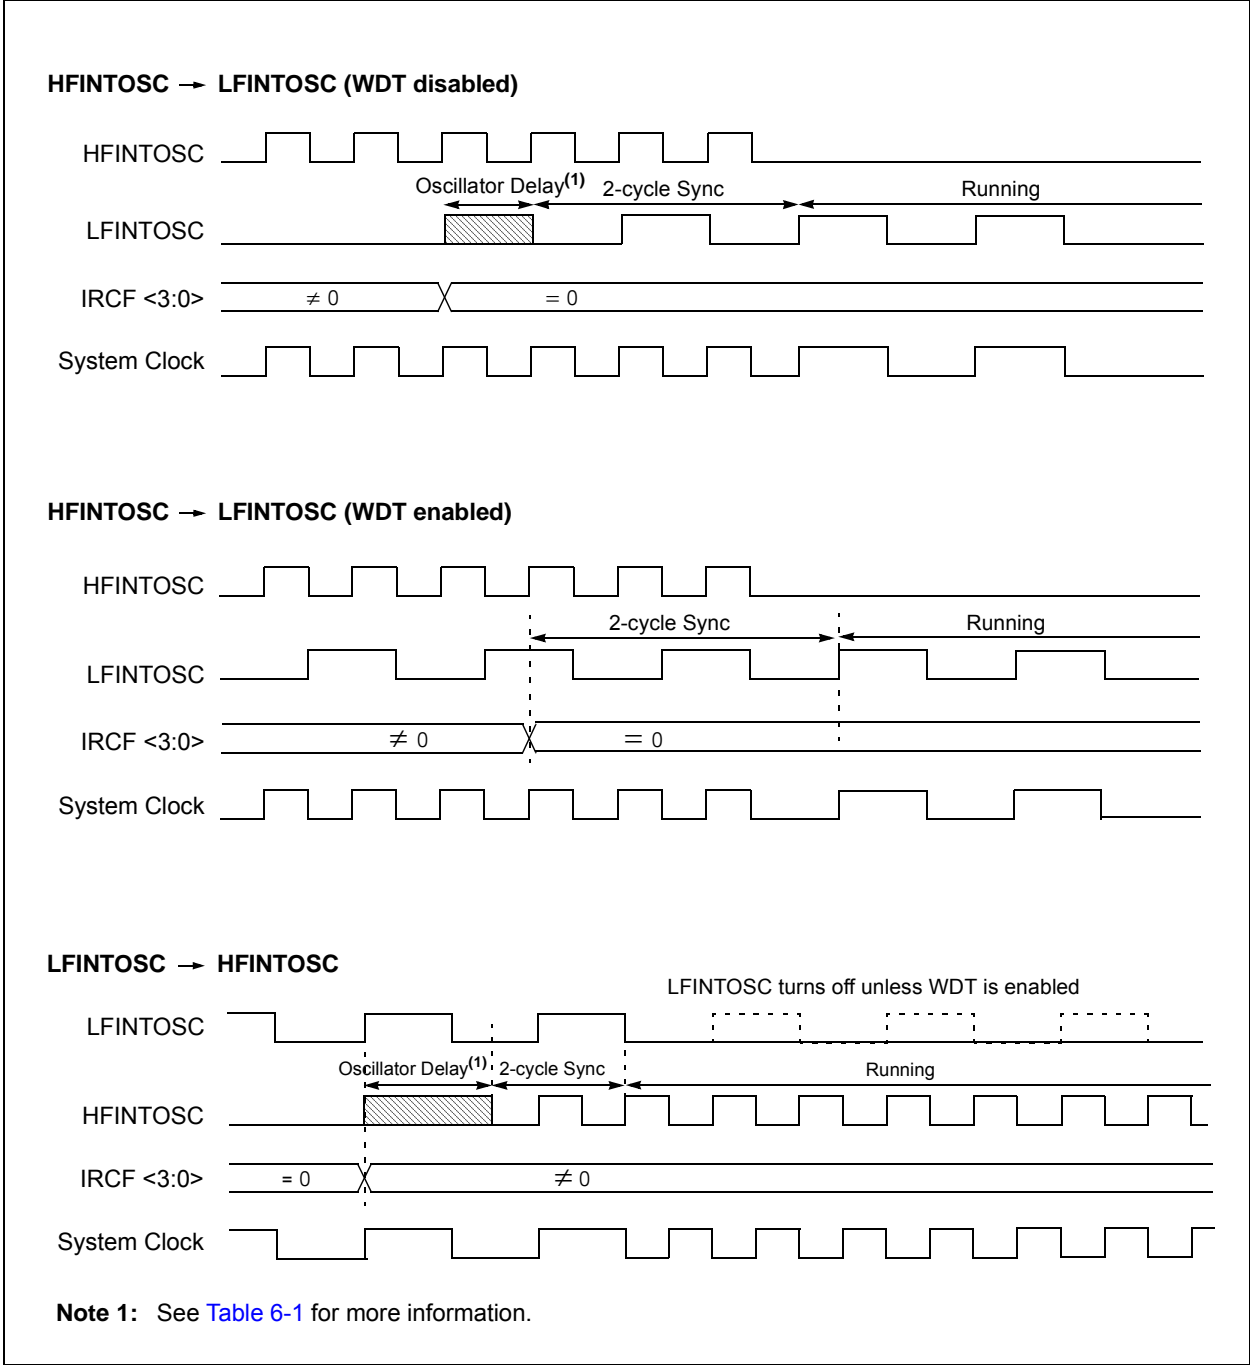 HFINTOSC → LFINTOSC (WDT disabled)
HFINTOSC
Oscillator Delay(1) 2-cycle Sync Running
LFINTOSC
IRCF <3:0> ≠ 0 = 0
System Clock
HFINTOSC → LFINTOSC (WDT enabled)
HFINTOSC
2-cycle Sync Running
LFINTOSC
IRCF <3:0> ≠ 0 = 0
System Clock
LFINTOSC → HFINTOSC
LFINTOSC turns off unless WDT is enabled
LFINTOSC
Oscillator Delay(1) 2-cycle Sync Running
HFINTOSC
IRCF <3:0> = 0 ≠ 0
System Clock
Note 1: See Table 6-1 for more information.